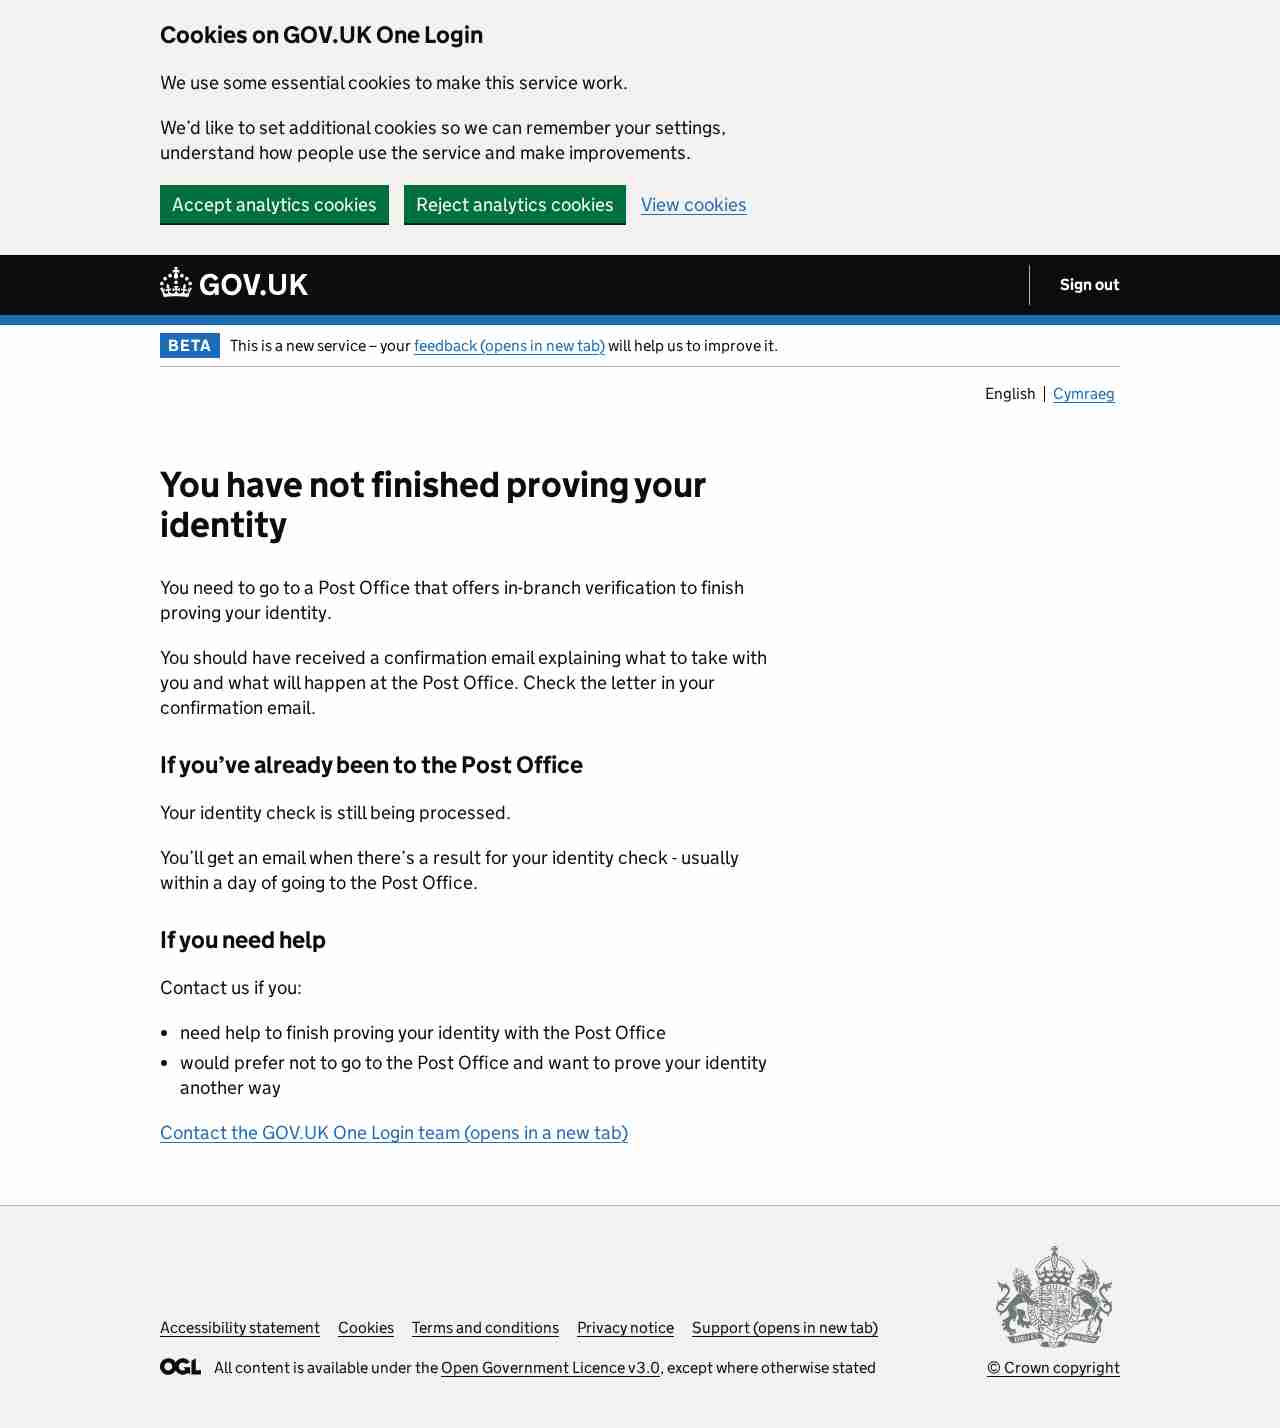 Cookies on GOV.UK One Login
We use some essential cookies to make this service work.
We'd like to set additional cookies so we can remember your settings,
understand how people use the service and make improvements.
Accept analytics cookies
Reject analytics cookies
View cookies
GOV.UK
Sign out
BETA
This is a new service – your feedback (opens in new tab) will help us to improve it.
English
Cymraeg
You have not finished proving your
identity
You need to go to a Post Office that offers in-branch verification to finish
proving your identity.
You should have received a confirmation email explaining what to take with
you and what will happen at the Post Office. Check the letter in your
confirmation email.
If you’ve already been to the Post Office
Your identity check is still being processed.
You’ll get an email when there’s a result for your identity check - usually
within a day of going to the Post Office.
If you need help
Contact us if you:
• need help to finish proving your identity with the Post Office
• would prefer not to go to the Post Office and want to prove your identity
another way
Contact the GOV.UK One Login team (opens in a new tab)
Accessibility statement
Cookies
Terms and conditions
Privacy notice
Support (opens in new tab)
OGL
All content is available under the Open Government Licence v3.0, except where otherwise stated
© Crown copyright